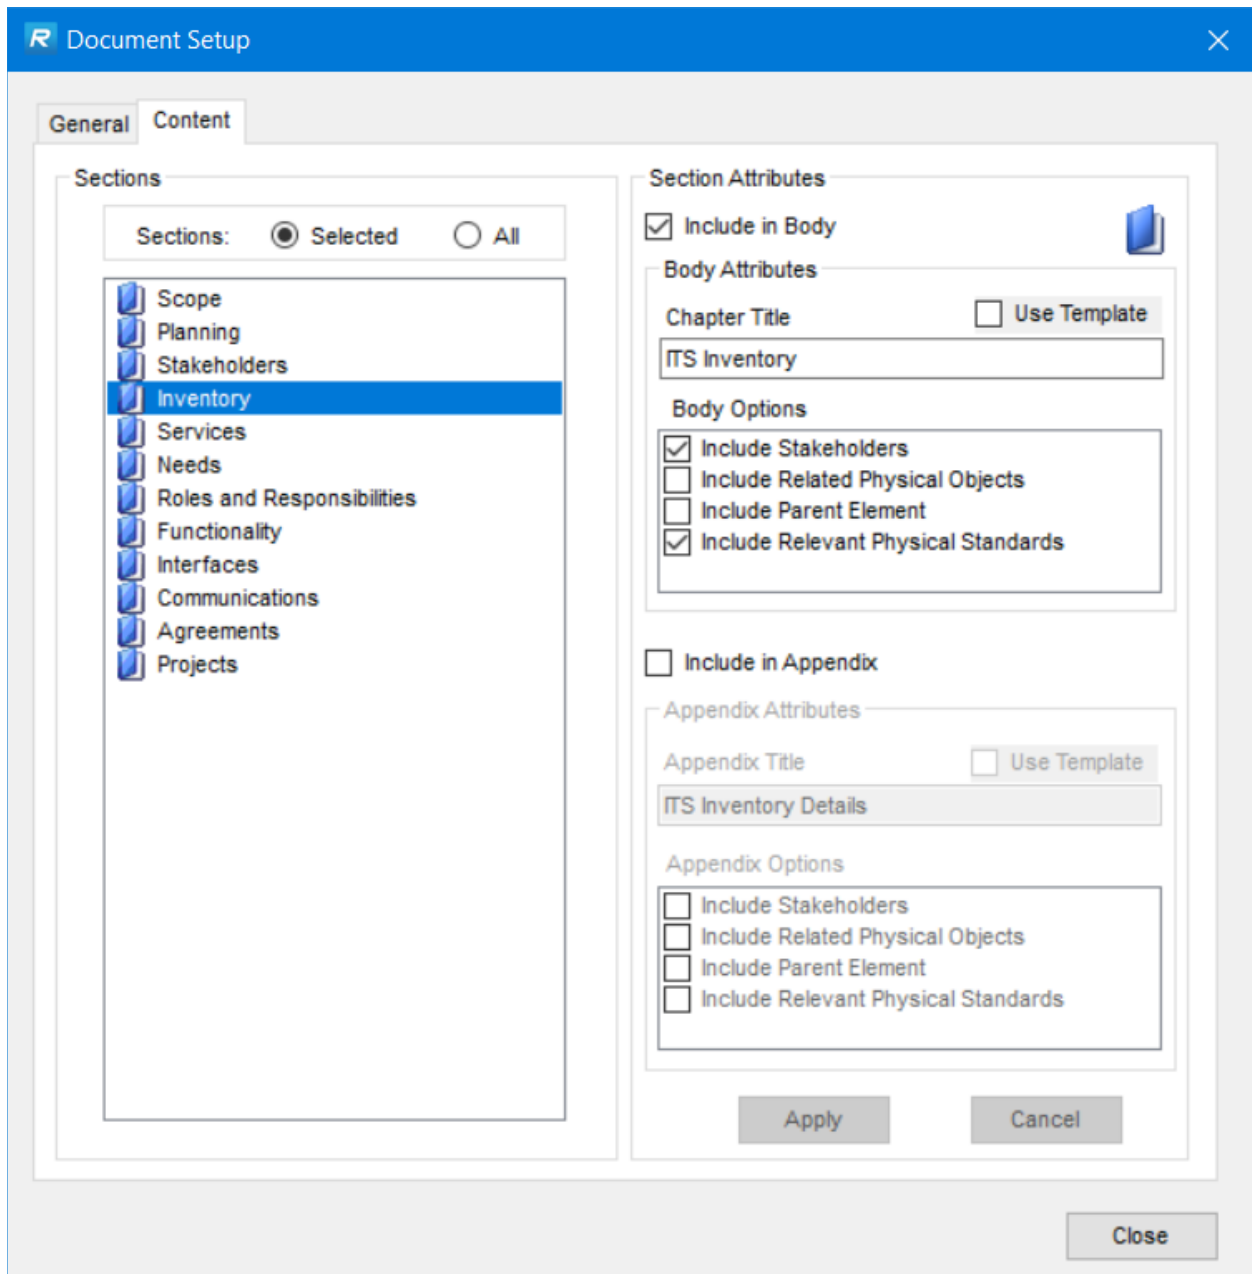 R Document Setup
General Content
Sections
Sections: Selected All
Scope
Planning
Stakeholders
Inventory
Services
Needs
Roles and Responsibilities
Functionality
Interfaces
Communications
Agreements
Projects
Section Attributes
Include in Body
Body Attributes
Chapter Title Use Template
ITS Inventory
Body Options
Include Stakeholders
Include Related Physical Objects
Include Parent Element
Include Relevant Physical Standards
Include in Appendix
Appendix Attributes
Appendix Title Use Template
ITS Inventory Details
Appendix Options
Include Stakeholders
Include Related Physical Objects
Include Parent Element
Include Relevant Physical Standards
Apply Cancel
Close